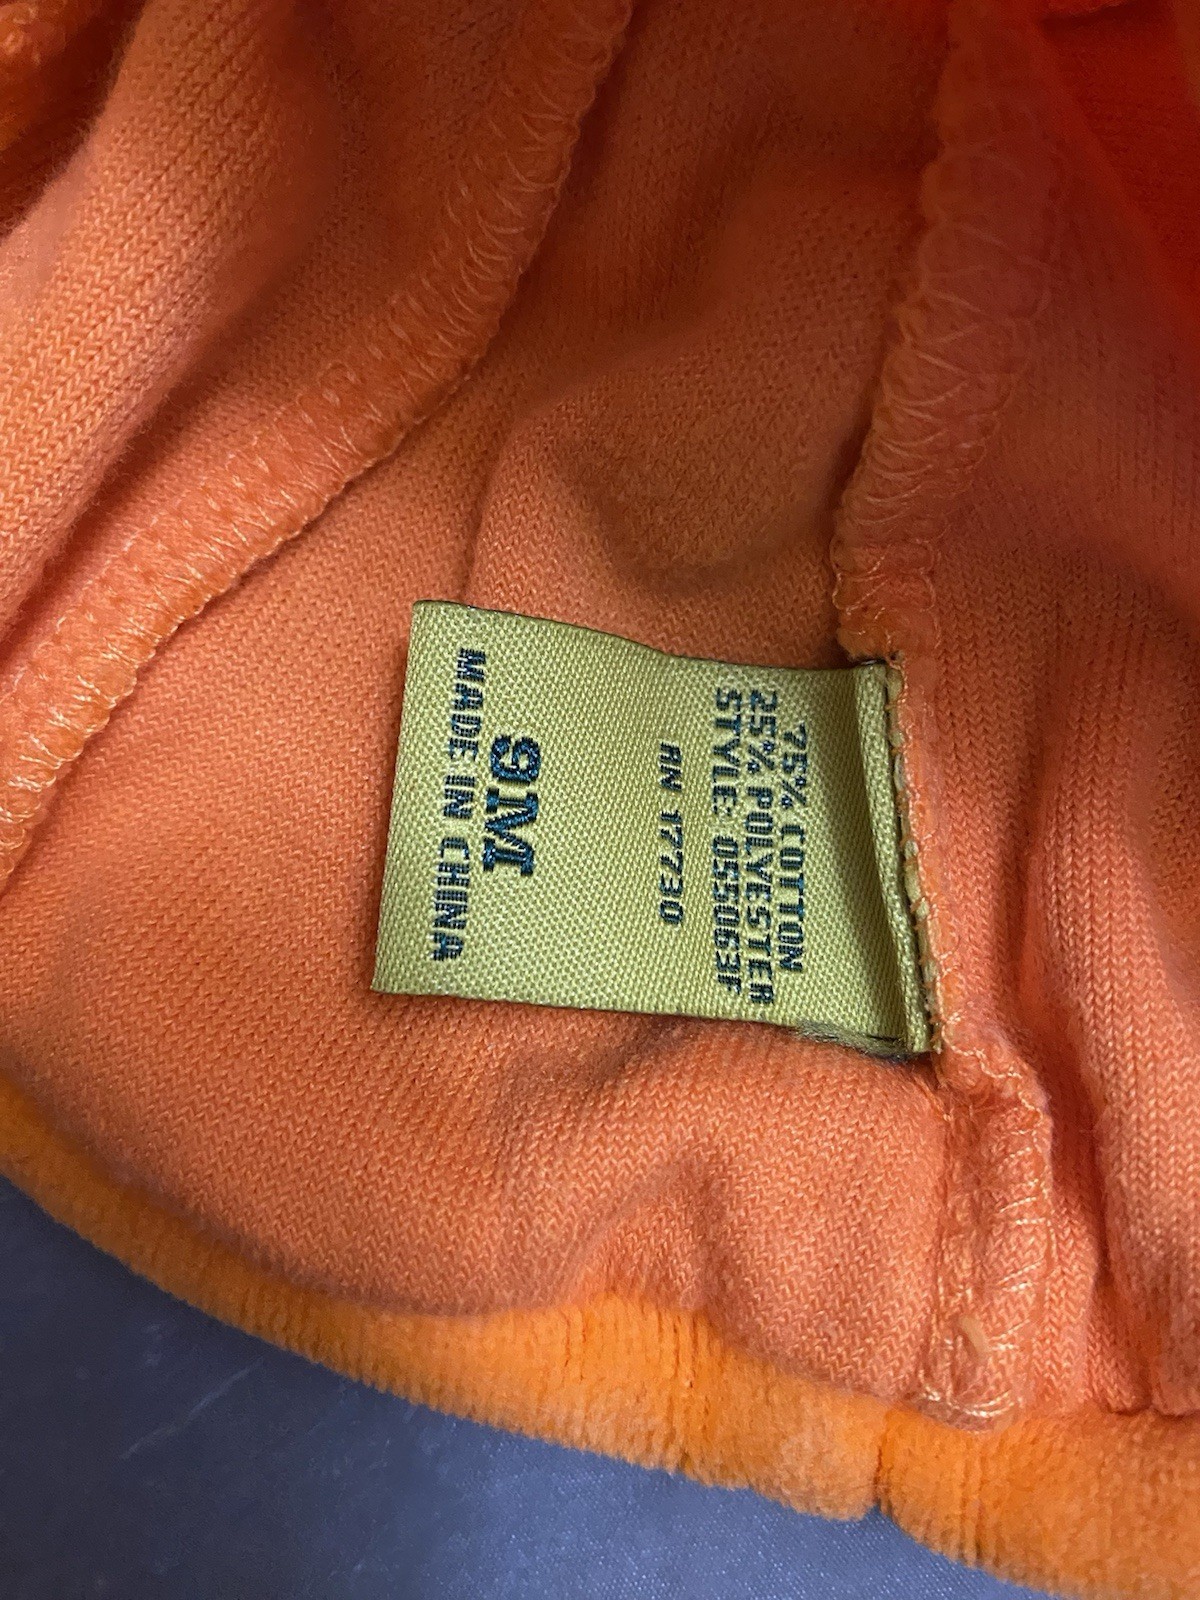 75% COTTON
25% POLYESTER
STYLE: 055063F
RN 17730
9M
MADE IN CHINA